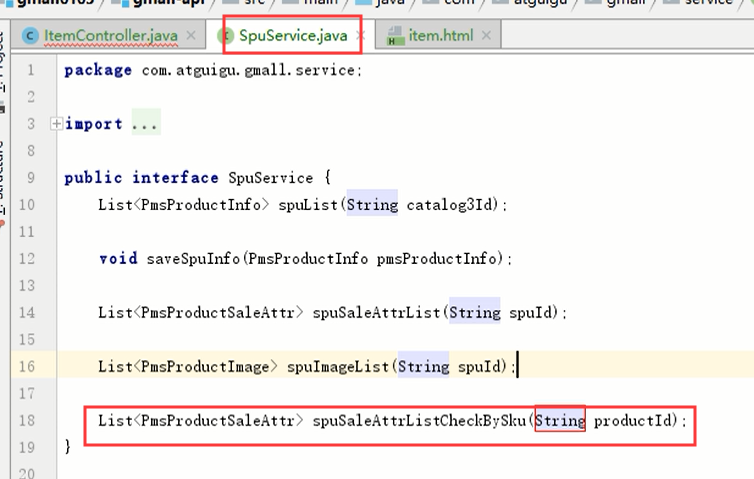 gmall0105 gmall-api src main java com atguigu gmall service
ItemController.java SpuService.java item.html
1 package com.atguigu.gmall.service;
2
3 import ...
8
9 public interface SpuService {
10 List<PmsProductInfo> spuList(String catalog3Id);
11
12 void saveSpuInfo(PmsProductInfo pmsProductInfo);
13
14 List<PmsProductSaleAttr> spuSaleAttrList(String spuId);
15
16 List<PmsProductImage> spuImageList(String spuId);
17
18 List<PmsProductSaleAttr> spuSaleAttrListCheckBySku(String productId);
19 }
20